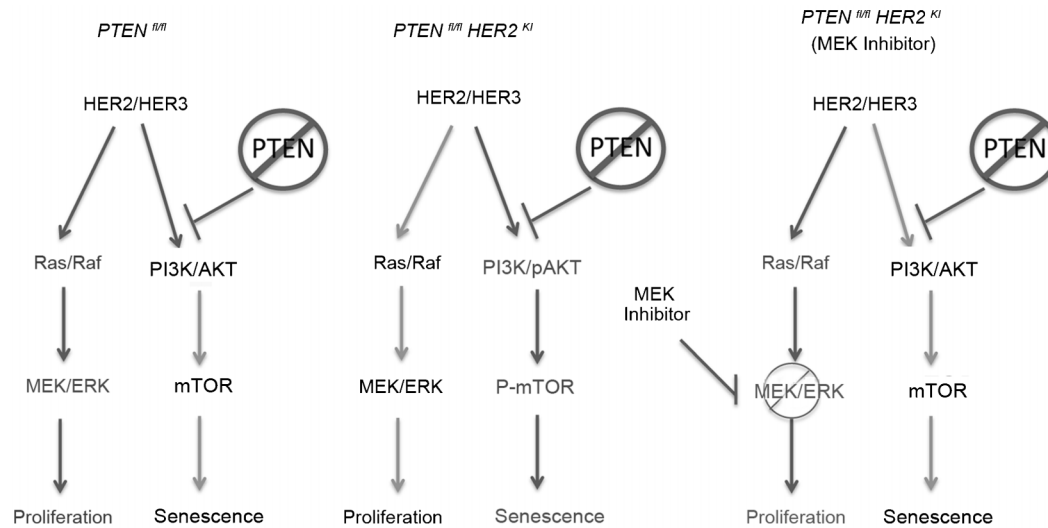 PTEN fl/fl
HER2/HER3
PTEN
Ras/Raf
PI3K/AKT
MEK/ERK
mTOR
Proliferation
Senescence
PTEN fl/fl HER2 KI
HER2/HER3
PTEN
Ras/Raf
PI3K/pAKT
MEK/ERK
P-mTOR
Proliferation
Senescence
PTEN fl/fl HER2 KI
(MEK Inhibitor)
HER2/HER3
PTEN
Ras/Raf
PI3K/AKT
MEK
Inhibitor
MEK/ERK
mTOR
Proliferation
Senescence